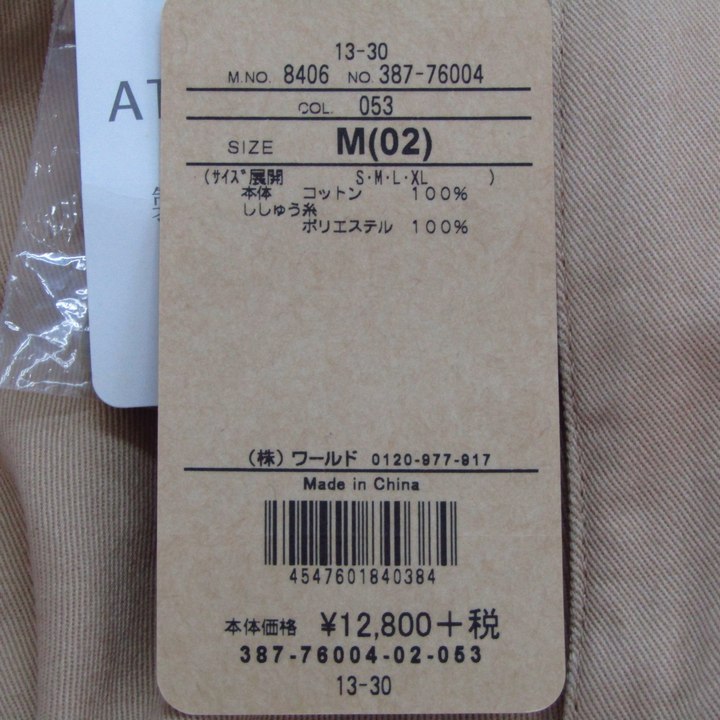 13-30
M.NO. 8406 NO. 387-76004
COL. 053
SIZE M(02)
(ｻｲｽﾞ展開 S･M･L･XL )
本体 コットン 100%
ししゅう糸
ポリエステル 100%
(株) ワールド 0120-977-917
Made in China
4547601840384
本体価格 ¥12,800+税
387-76004-02-053
13-30
AT